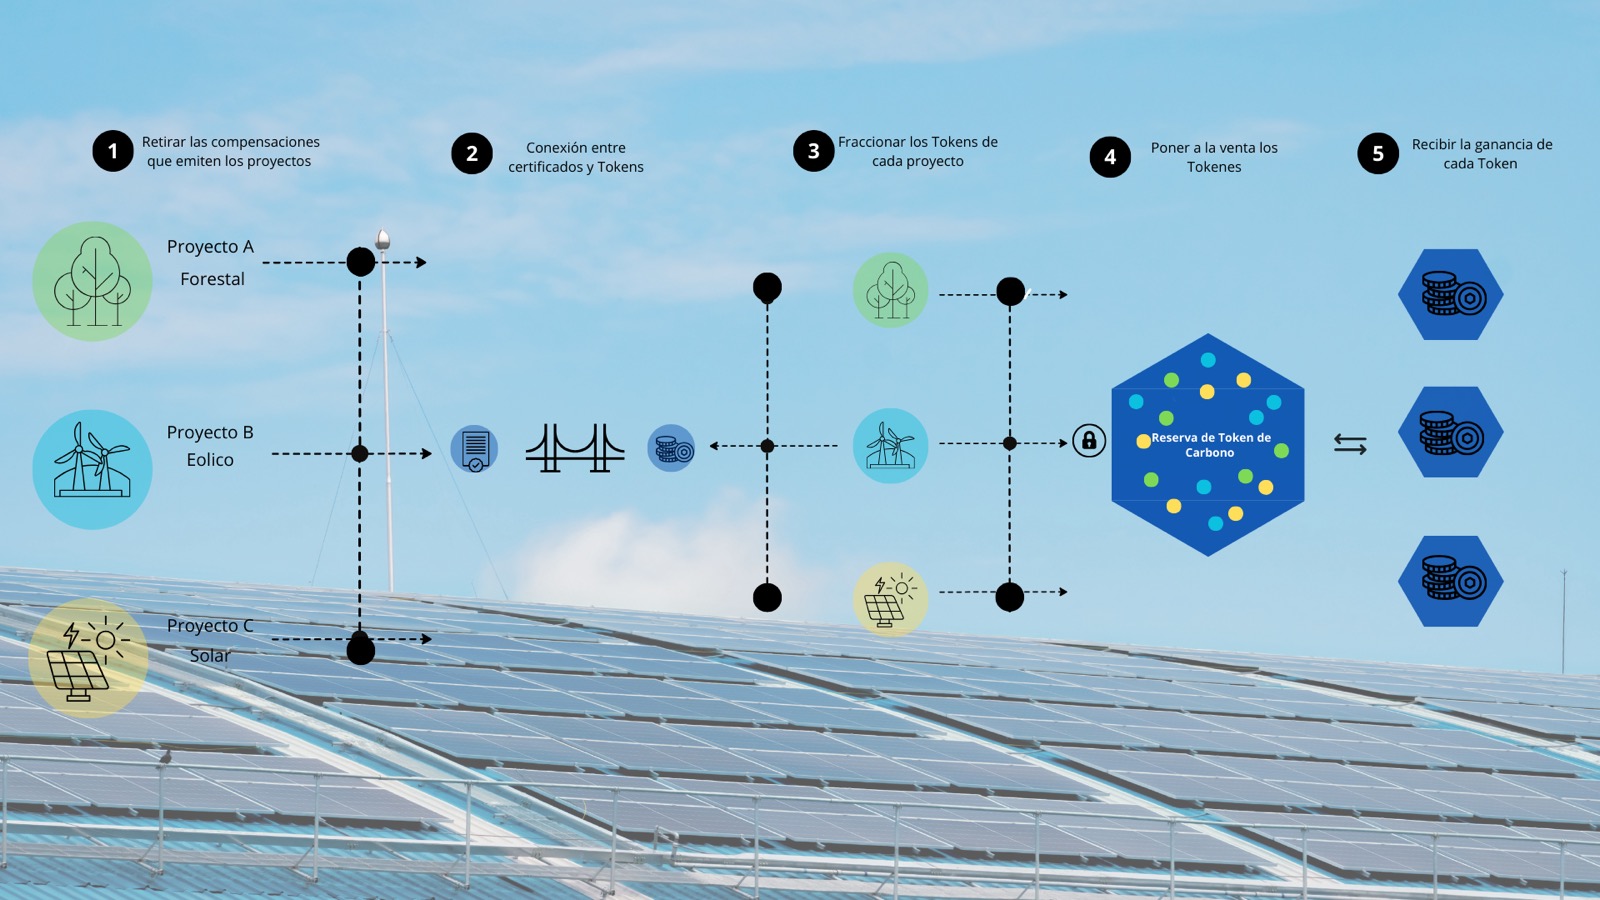 1
Retirar las compensaciones
que emiten los proyectos
2
Conexión entre
certificados y Tokens
3
Fraccionar los Tokens de
cada proyecto
4
Poner a la venta los
Tokenes
5
Recibir la ganancia de
cada Token
Proyecto A
Forestal
Proyecto B
Eolico
Proyecto C
Solar
Reserva de Token de
Carbono